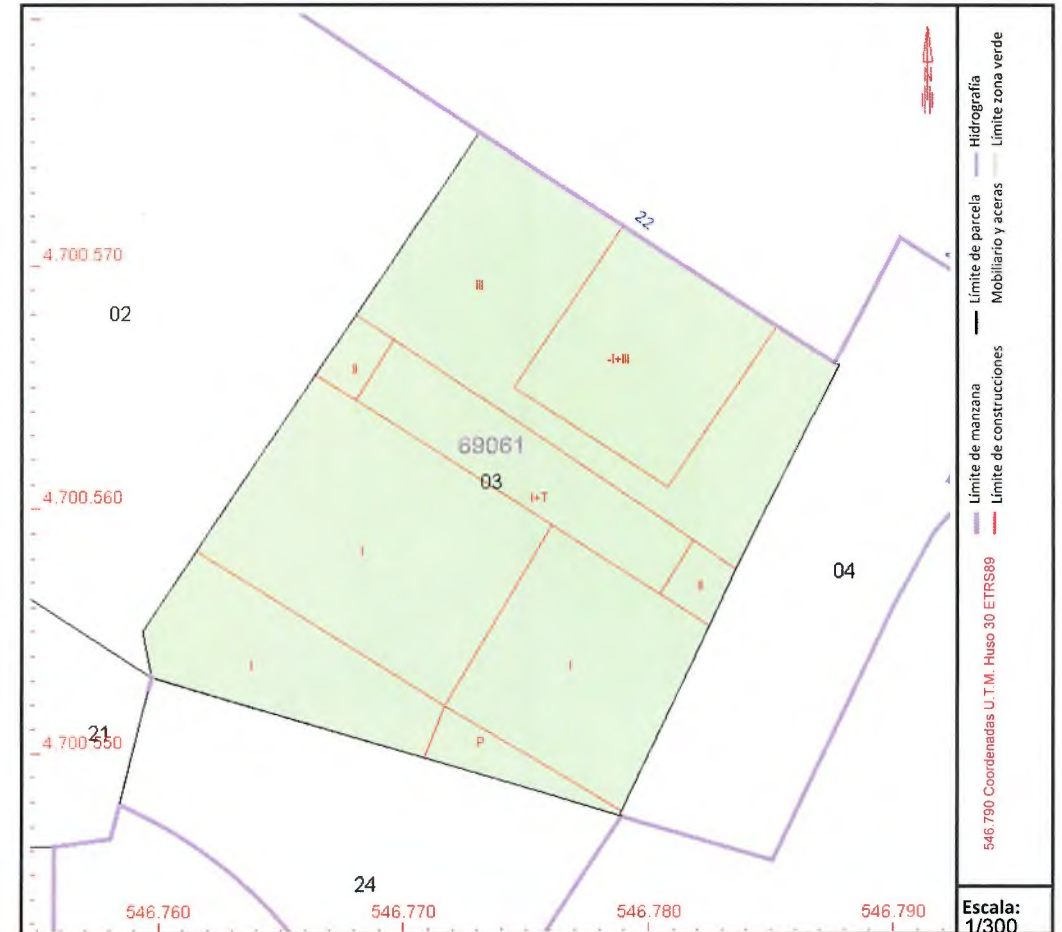 22
4.700.570
02
III
-I+III
II
69061
03
4.700.560
I+T
I
II
04
I
I
21
4.700.550
P
24
546.760
546.770
546.780
546.790
Límite de manzana
Límite de parcela
Hidrografía
Límite de construcciones
Mobiliario y aceras
Límite zona verde
546.790 Coordenadas U.T.M. Huso 30 ETRS89
Escala:
1/300